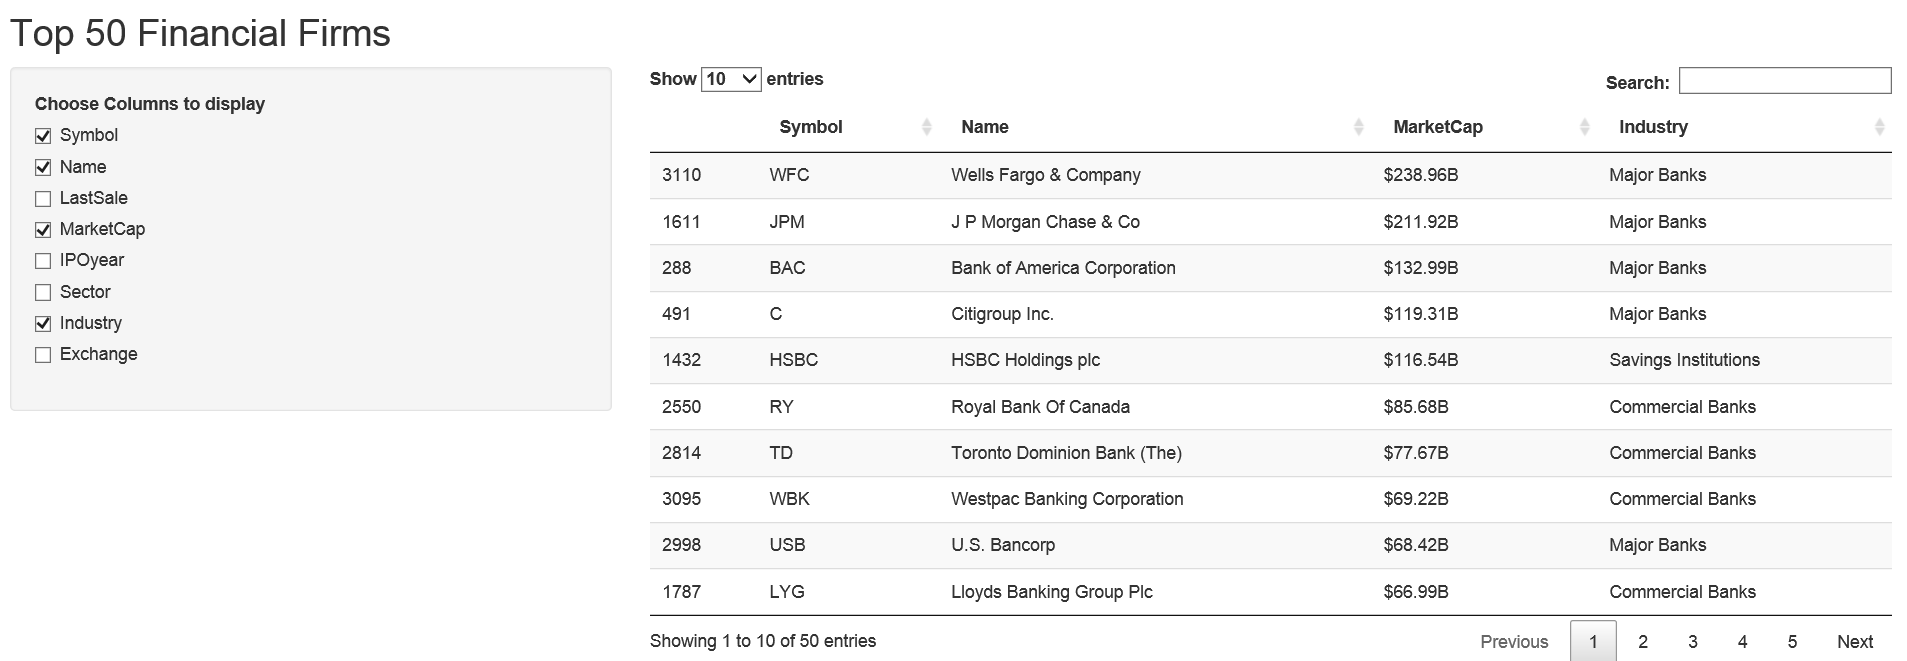 Top 50 Financial Firms
Choose Columns to display
Symbol
Name
LastSale
MarketCap
IPOyear
Sector
Industry
Exchange
Show 10 entries
Search:
Symbol Name MarketCap Industry
3110 WFC Wells Fargo & Company $238.96B Major Banks
1611 JPM J P Morgan Chase & Co $211.92B Major Banks
288 BAC Bank of America Corporation $132.99B Major Banks
491 C Citigroup Inc. $119.31B Major Banks
1432 HSBC HSBC Holdings plc $116.54B Savings Institutions
2550 RY Royal Bank Of Canada $85.68B Commercial Banks
2814 TD Toronto Dominion Bank (The) $77.67B Commercial Banks
3095 WBK Westpac Banking Corporation $69.22B Commercial Banks
2998 USB U.S. Bancorp $68.42B Major Banks
1787 LYG Lloyds Banking Group Plc $66.99B Commercial Banks
Showing 1 to 10 of 50 entries
Previous 1 2 3 4 5 Next